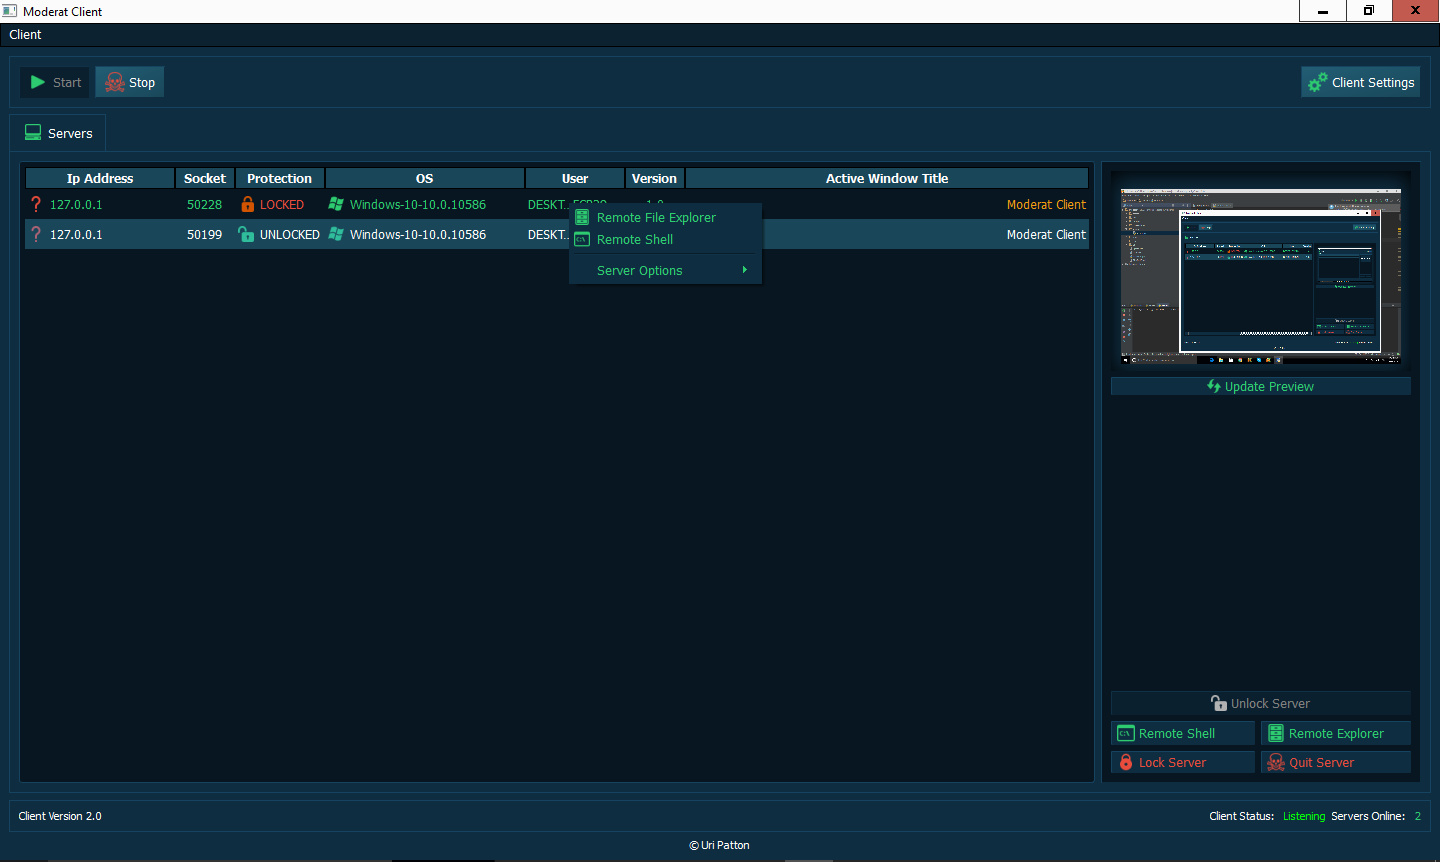 Moderat Client
Client
Start Stop Client Settings
Servers
Ip Address Socket Protection OS User Version Active Window Title
127.0.0.1 50228 LOCKED Windows-10-10.0.10586 Moderat Client
127.0.0.1 50199 UNLOCKED Windows-10-10.0.10586 DESKT Moderat Client
Remote File Explorer
Remote Shell
Server Options
Update Preview
Unlock Server
Remote Shell Remote Explorer
Lock Server Quit Server
Client Version 2.0 Client Status: Listening Servers Online: 2
© Uri Patton